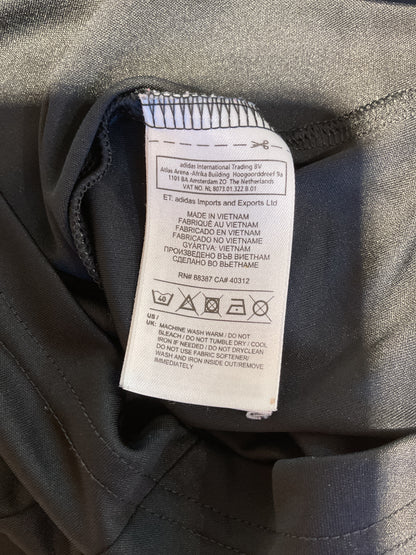 adidas International Trading BV
Atlas Arena -Afrika Building Hoogoorddreef 9a
1101 BA Amsterdam ZO The Netherlands
VAT NO. NL 8073.01.322.B.01
ET: adidas Imports and Exports Ltd
MADE IN VIETNAM
FABRIQUÉ AU VIETNAM
FABRICADO EN VIETNAM
GYÁRTVA: VIETNÁM
ПРОИЗВЕДЕНО ВЪВ ВИЕТНАМ
СДЕЛАНО ВО ВЬЕТНАМЕ
RN# 88387 CA# 40312
40
US /
UK: MACHINE WASH WARM / DO NOT
BLEACH / DO NOT TUMBLE DRY / COOL
IRON IF NEEDED / DO NOT DRYCLEAN
DO NOT USE FABRIC SOFTENER/
WASH AND IRON INSIDE OUT/REMOVE
IMMEDIATELY